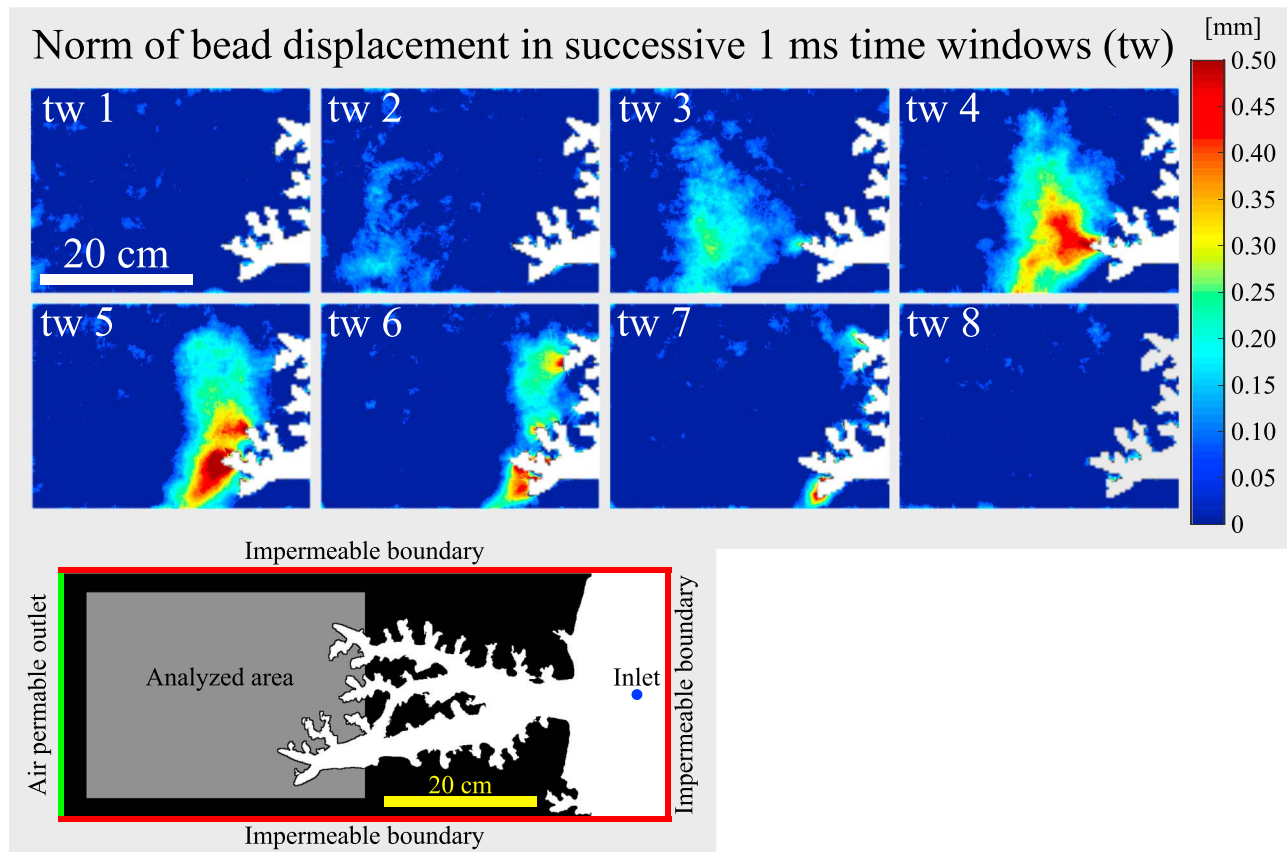 Norm of bead displacement in successive 1 ms time windows (tw)
[mm]
tw 1
tw 2
tw 3
tw 4
20 cm
tw 5
tw 6
tw 7
tw 8
0.50
0.45
0.40
0.35
0.30
0.25
0.20
0.15
0.10
0.05
0
Impermeable boundary
Air permable outlet
Analyzed area
Inlet
Impermeable boundary
20 cm
Impermeable boundary